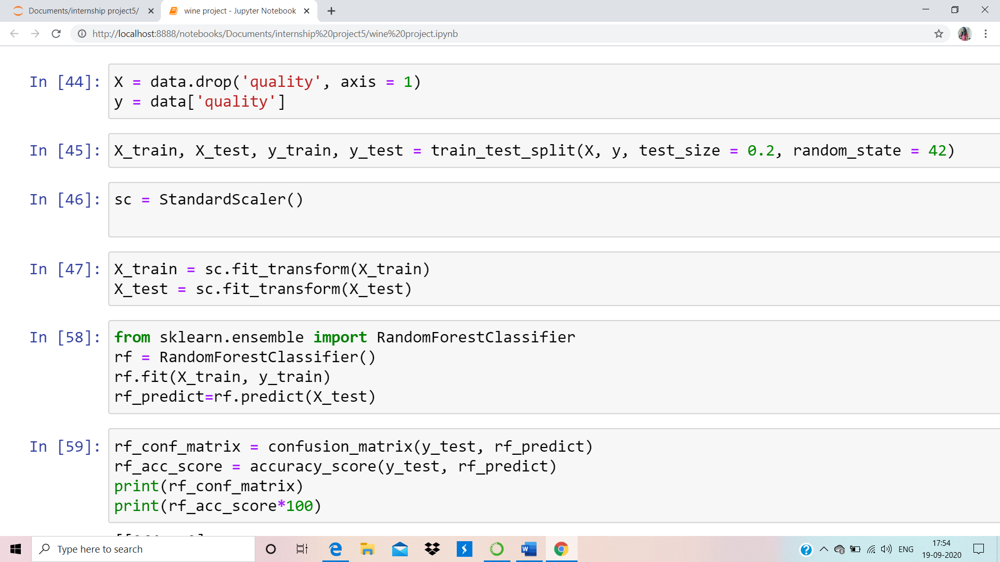 Documents/internship project5/
wine project - Jupyter Notebook
http://localhost:8888/notebooks/Documents/internship%20project5/wine%20project.ipynb
In [44]: X = data.drop('quality', axis = 1)
y = data['quality']
In [45]: X_train, X_test, y_train, y_test = train_test_split(X, y, test_size = 0.2, random_state = 42)
In [46]: sc = StandardScaler()
In [47]: X_train = sc.fit_transform(X_train)
X_test = sc.fit_transform(X_test)
In [58]: from sklearn.ensemble import RandomForestClassifier
rf = RandomForestClassifier()
rf.fit(X_train, y_train)
rf_predict=rf.predict(X_test)
In [59]: rf_conf_matrix = confusion_matrix(y_test, rf_predict)
rf_acc_score = accuracy_score(y_test, rf_predict)
print(rf_conf_matrix)
print(rf_acc_score*100)
Type here to search
ENG
17:54
19-09-2020